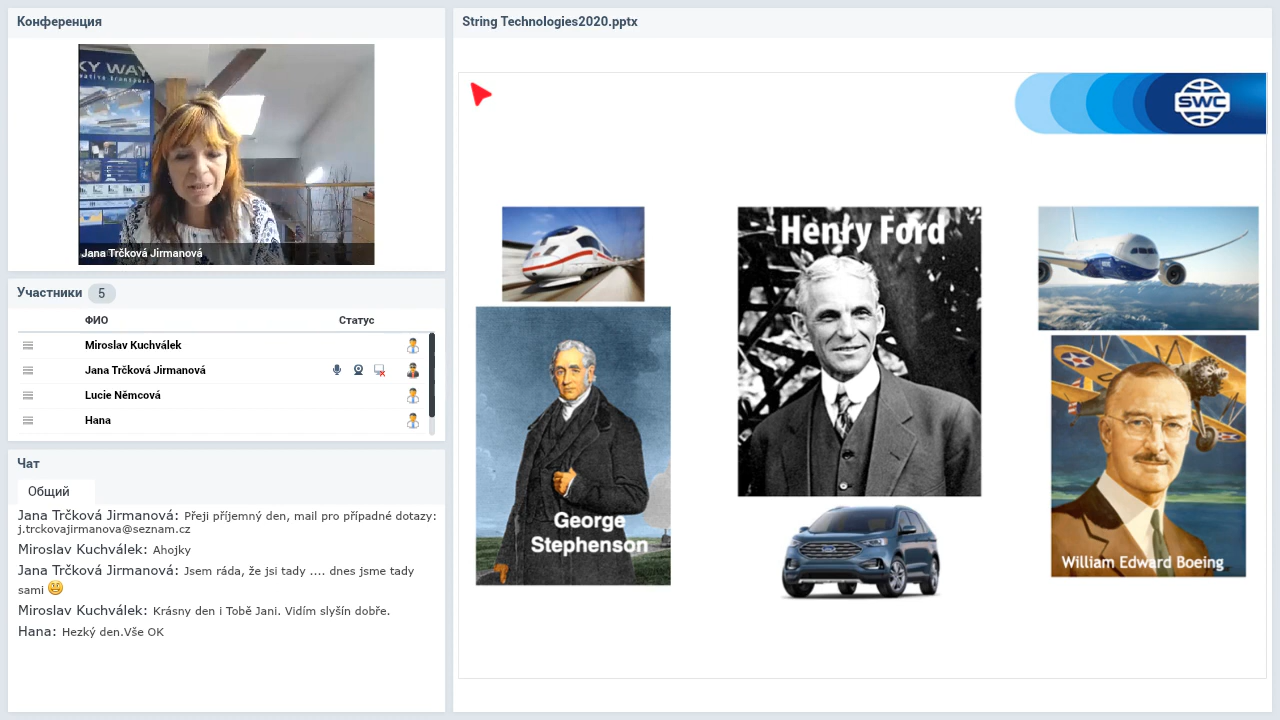 Конференция
KY WAY
Jana Trčková Jirmanová
Участники 5
ФИО Статус
Miroslav Kuchválek
Jana Trčková Jirmanová
Lucie Němcová
Hana
Чат
Общий
Jana Trčková Jirmanová: Přeji příjemný den, mail pro případné dotazy:
j.trckovajirmanova@seznam.cz
Miroslav Kuchválek: Ahojky
Jana Trčková Jirmanová: Jsem ráda, že jsi tady .... dnes jsme tady
sami
Miroslav Kuchválek: Krásny den i Tobě Jani. Vidím slyšín dobře.
Hana: Hezký den.Vše OK
String Technologies2020.pptx
SWC
Henry Ford
George
Stephenson
William Edward Boeing